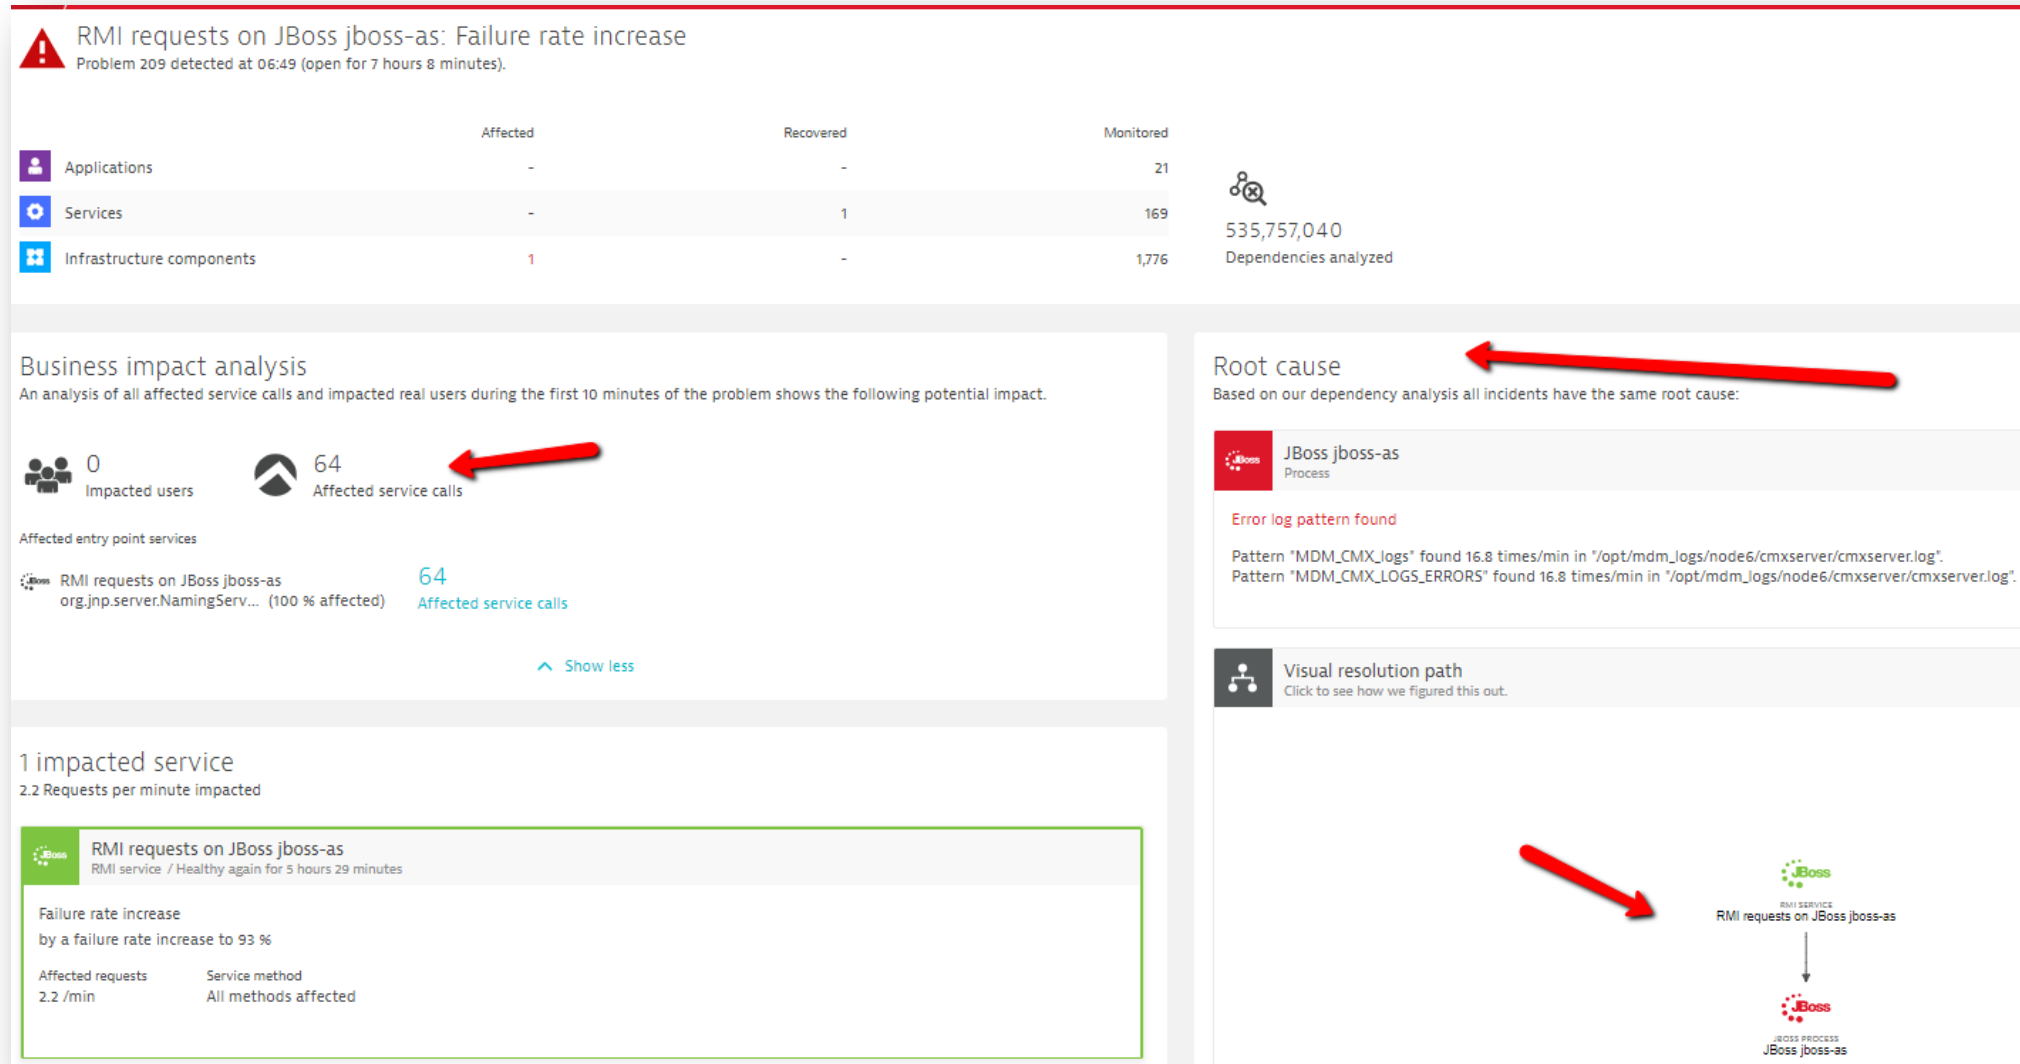 RMI requests on JBoss jboss-as: Failure rate increase
Problem 209 detected at 06:49 (open for 7 hours 8 minutes).
Affected Recovered Monitored
Applications - - 21
Services - 1 169
Infrastructure components 1 - 1,776
535,757,040
Dependencies analyzed
Business impact analysis
An analysis of all affected service calls and impacted real users during the first 10 minutes of the problem shows the following potential impact.
0
Impacted users
64
Affected service calls
Affected entry point services
JBoss
RMI requests on JBoss jboss-as
org.jnp.server.NamingServ... (100 % affected)
64
Affected service calls
Show less
1 impacted service
2.2 Requests per minute impacted
JBoss
RMI requests on JBoss jboss-as
RMI service / Healthy again for 5 hours 29 minutes
Failure rate increase
by a failure rate increase to 93 %
Affected requests Service method
2.2 /min All methods affected
Root cause
Based on our dependency analysis all incidents have the same root cause:
JBoss
JBoss jboss-as
Process
Error log pattern found
Pattern "MDM_CMX_logs" found 16.8 times/min in "/opt/mdm_logs/node6/cmxserver/cmxserver.log".
Pattern "MDM_CMX_LOGS_ERRORS" found 16.8 times/min in "/opt/mdm_logs/node6/cmxserver/cmxserver.log".
Visual resolution path
Click to see how we figured this out.
JBoss
RMI SERVICE
RMI requests on JBoss jboss-as
JBoss
JBOSS PROCESS
JBoss jboss-as